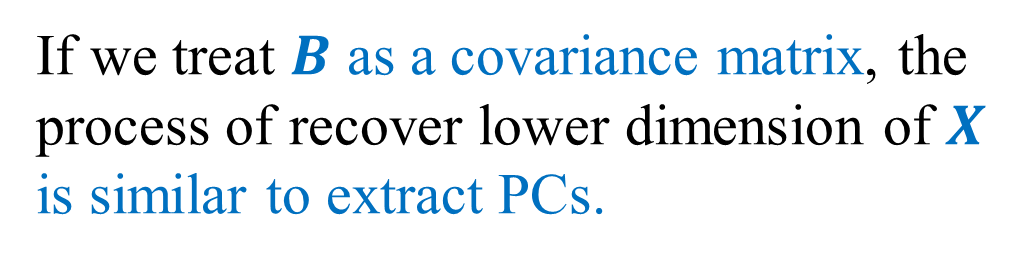 If we treat B as a covariance matrix, the
process of recover lower dimension of X
is similar to extract PCs.